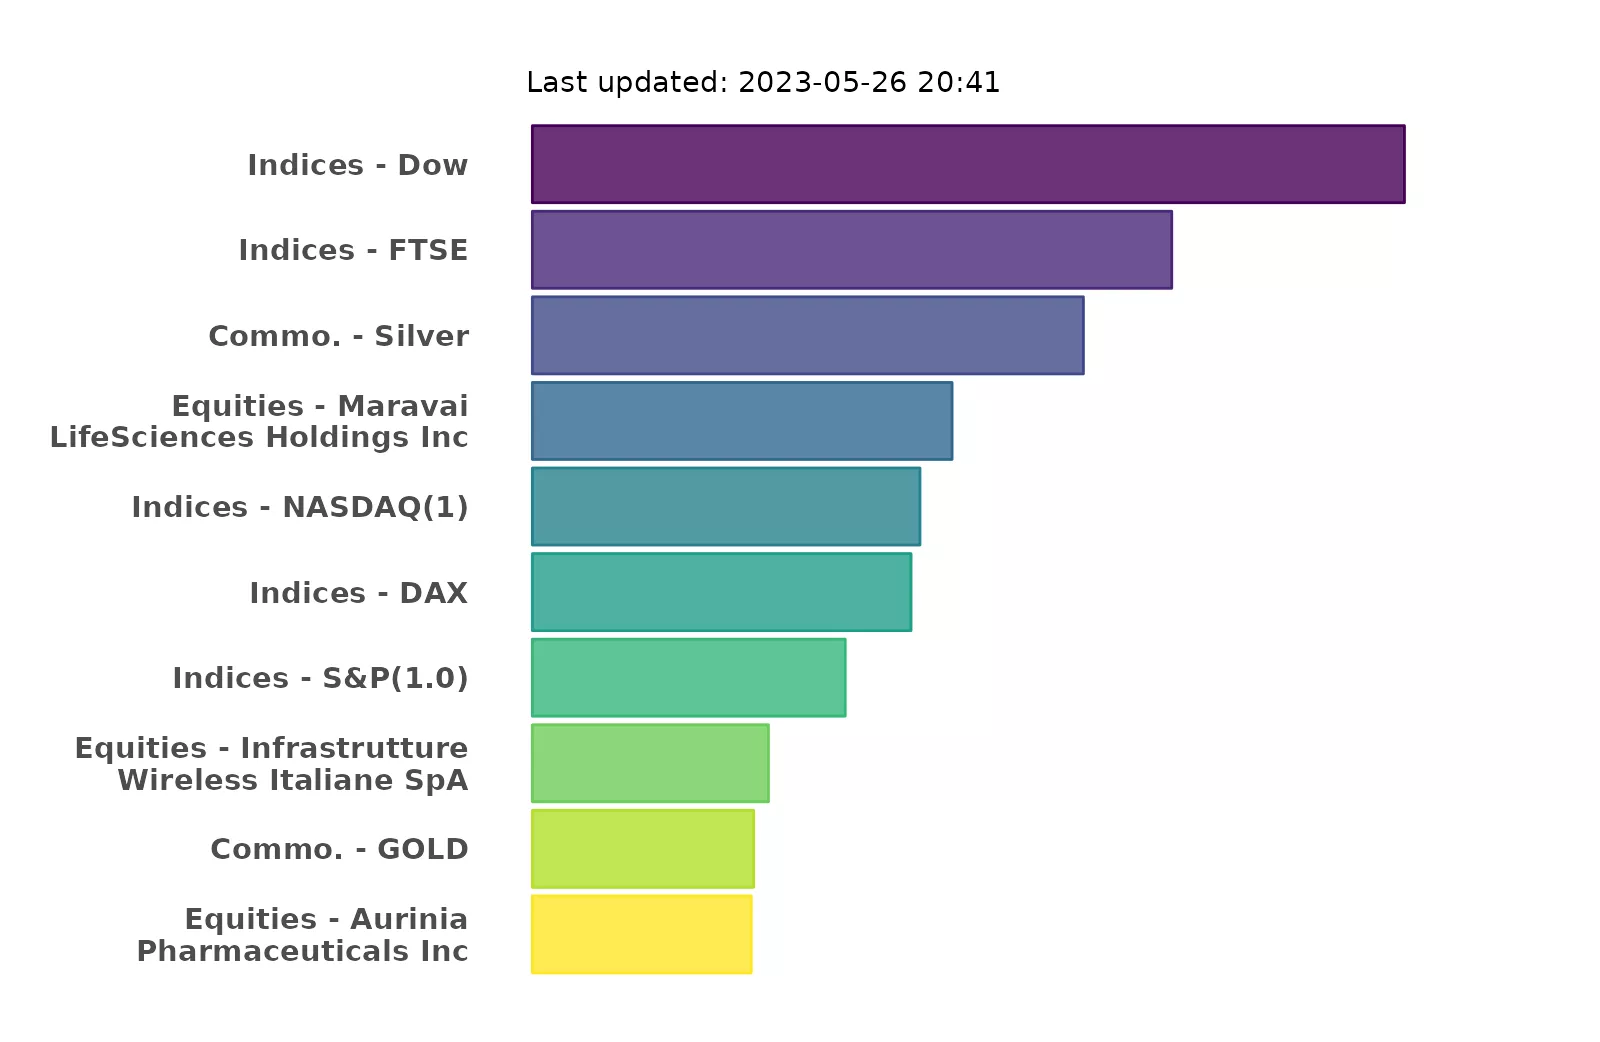 Last updated: 2023-05-26 20:41
Indices - Dow
Indices - FTSE
Commo. - Silver
Equities - Maravai
LifeSciences Holdings Inc
Indices - NASDAQ(1)
Indices - DAX
Indices - S&P(1.0)
Equities - Infrastrutture
Wireless Italiane SpA
Commo. - GOLD
Equities - Aurinia
Pharmaceuticals Inc